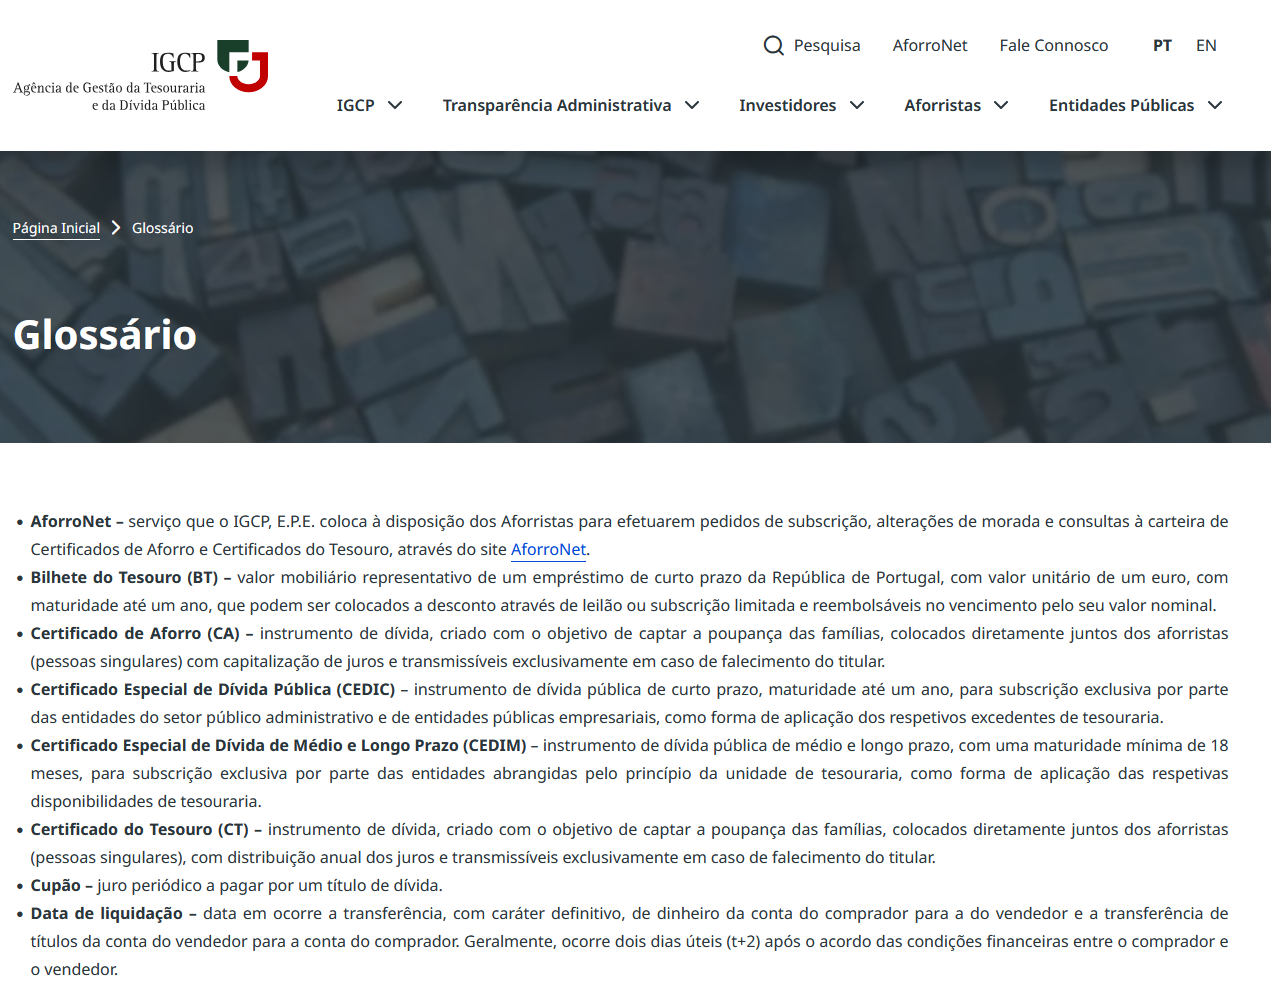 IGCP
Agência de Gestão da Tesouraria
e da Dívida Pública
Pesquisa AforroNet Fale Connosco PT EN
IGCP Transparência Administrativa Investidores Aforristas Entidades Públicas
Página Inicial Glossário
Glossário
• AforroNet – serviço que o IGCP, E.P.E. coloca à disposição dos Aforristas para efetuarem pedidos de subscrição, alterações de morada e consultas à carteira de
Certificados de Aforro e Certificados do Tesouro, através do site AforroNet.
• Bilhete do Tesouro (BT) – valor mobiliário representativo de um empréstimo de curto prazo da República de Portugal, com valor unitário de um euro, com
maturidade até um ano, que podem ser colocados a desconto através de leilão ou subscrição limitada e reembolsáveis no vencimento pelo seu valor nominal.
• Certificado de Aforro (CA) – instrumento de dívida, criado com o objetivo de captar a poupança das famílias, colocados diretamente juntos dos aforristas
(pessoas singulares) com capitalização de juros e transmissíveis exclusivamente em caso de falecimento do titular.
• Certificado Especial de Dívida Pública (CEDIC) – instrumento de dívida pública de curto prazo, maturidade até um ano, para subscrição exclusiva por parte
das entidades do setor público administrativo e de entidades públicas empresariais, como forma de aplicação dos respetivos excedentes de tesouraria.
• Certificado Especial de Dívida de Médio e Longo Prazo (CEDIM) – instrumento de dívida pública de médio e longo prazo, com uma maturidade mínima de 18
meses, para subscrição exclusiva por parte das entidades abrangidas pelo princípio da unidade de tesouraria, como forma de aplicação das respetivas
disponibilidades de tesouraria.
• Certificado do Tesouro (CT) – instrumento de dívida, criado com o objetivo de captar a poupança das famílias, colocados diretamente juntos dos aforristas
(pessoas singulares), com distribuição anual dos juros e transmissíveis exclusivamente em caso de falecimento do titular.
• Cupão – juro periódico a pagar por um título de dívida.
• Data de liquidação – data em ocorre a transferência, com caráter definitivo, de dinheiro da conta do comprador para a do vendedor e a transferência de
títulos da conta do vendedor para a conta do comprador. Geralmente, ocorre dois dias úteis (t+2) após o acordo das condições financeiras entre o comprador e
o vendedor.